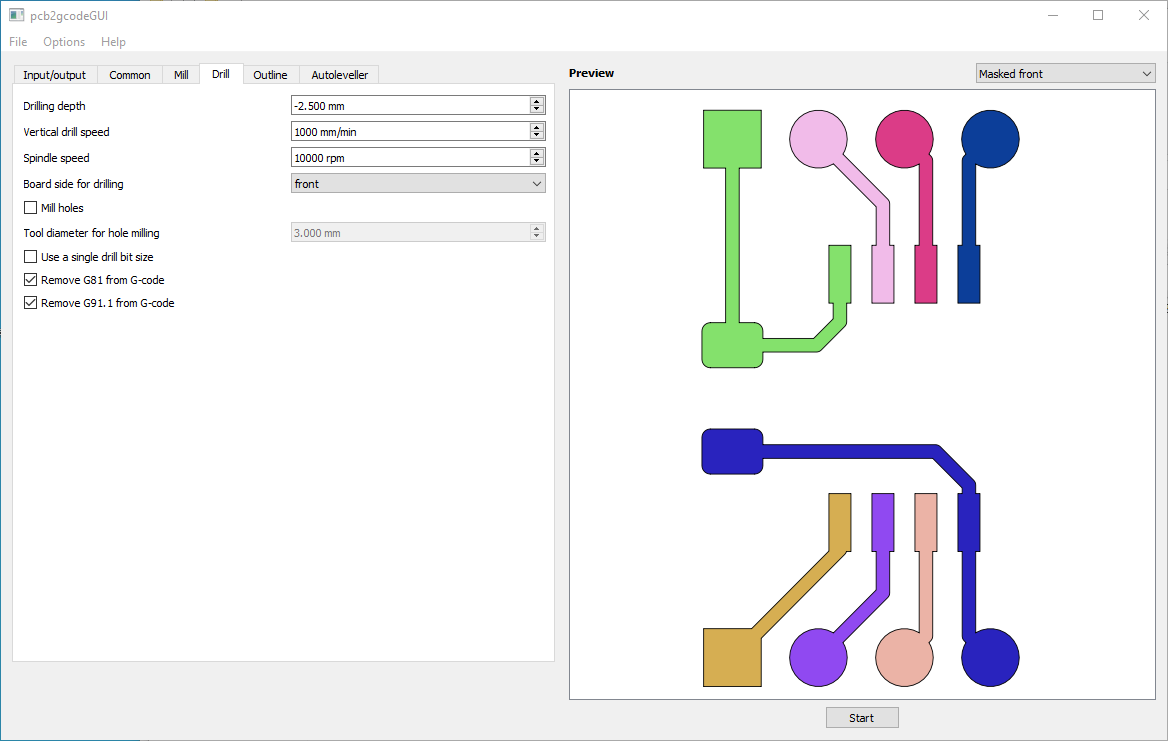 pcb2gcodeGUI
File Options Help
Input/output Common Mill Drill Outline Autoleveller
Preview
Masked front
Drilling depth
-2.500 mm
Vertical drill speed
1000 mm/min
Spindle speed
10000 rpm
Board side for drilling
front
Mill holes
Tool diameter for hole milling
3.000 mm
Use a single drill bit size
Remove G81 from G-code
Remove G91.1 from G-code
Start